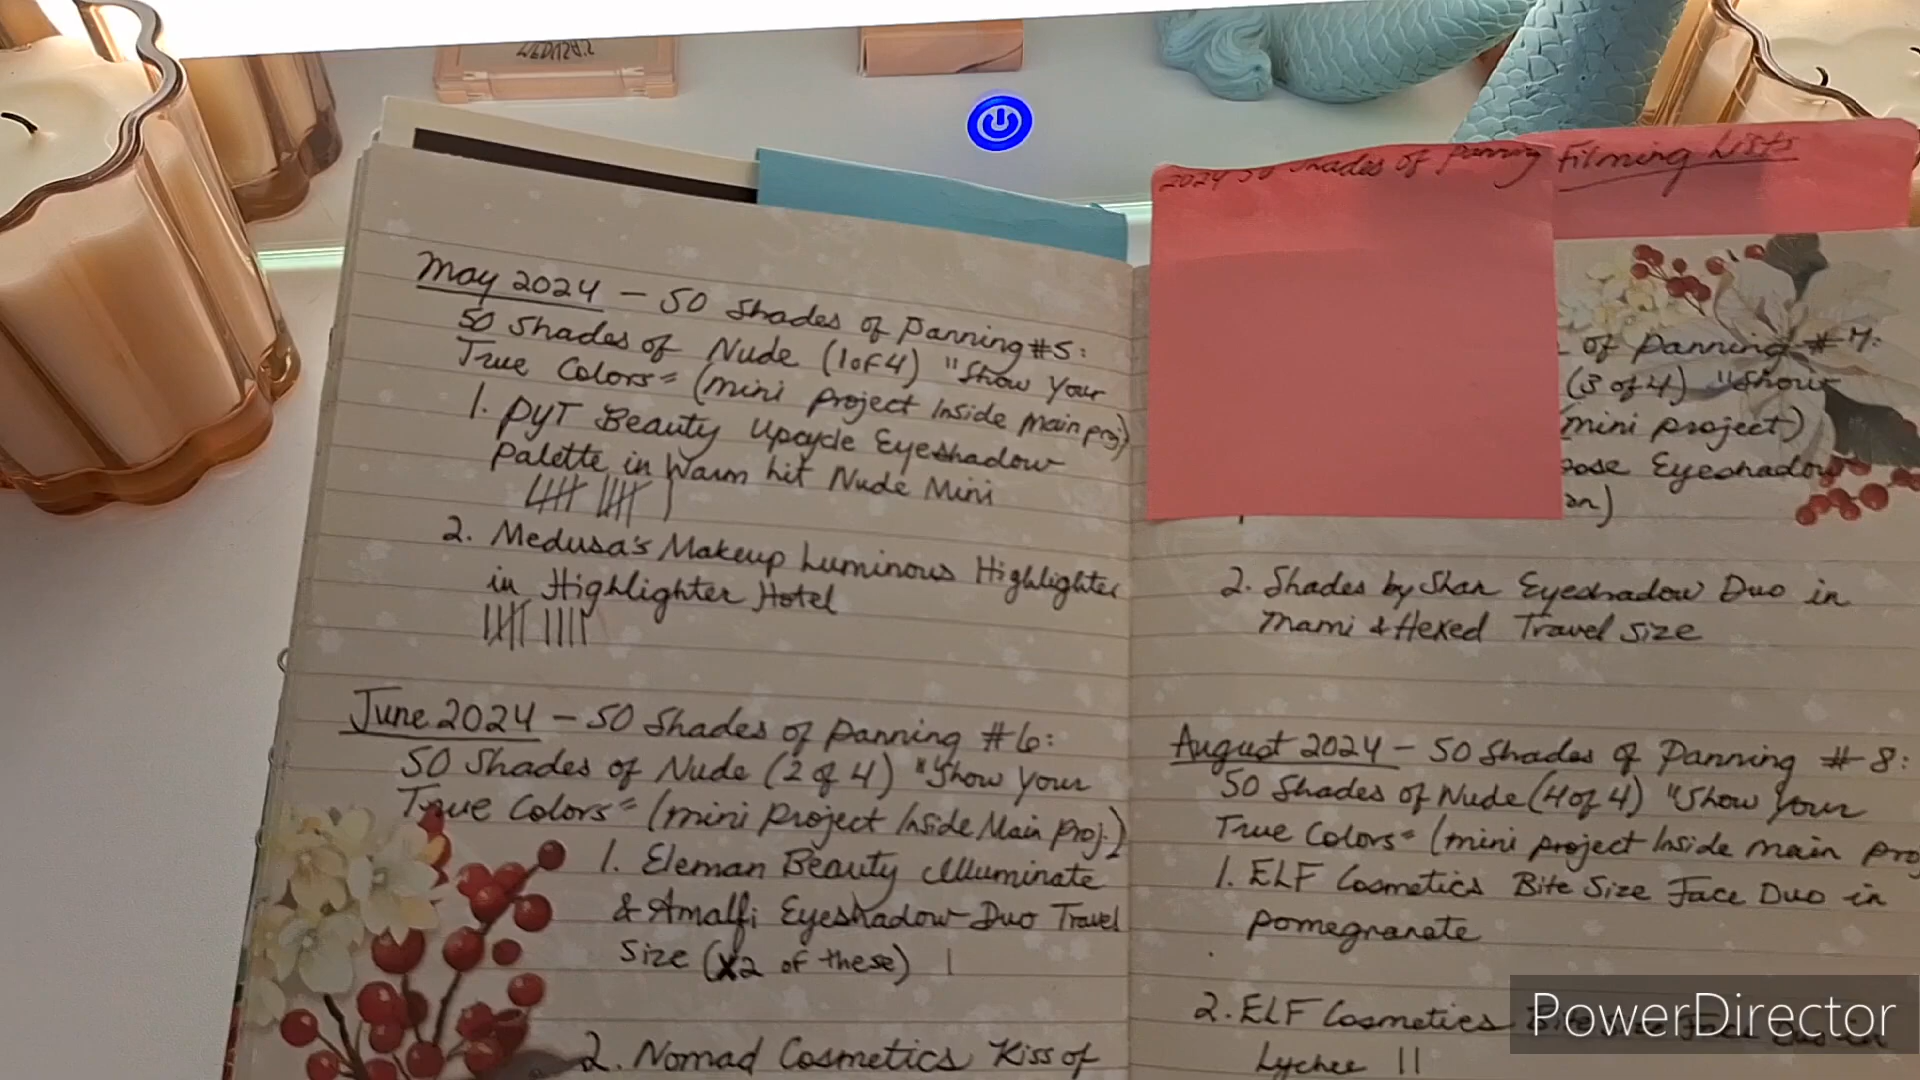 MEDUSA'S
2024 50 Shades of Panning Filming Lists
May 2024 - 50 Shades of Panning #5:
50 Shades of Nude (1 of 4) "Show Your
True Colors" (mini Project Inside Main Proj)
1. PYT Beauty Upcycle Eyeshadow
Palette in Warm Lit Nude Mini
2. Medusa's Makeup Luminous Highlighter
in Highlighter Hotel
June 2024 - 50 Shades of Panning #6:
50 Shades of Nude (2 of 4) "Show Your
True Colors" (mini Project Inside Main Proj.)
1. Eleman Beauty Illuminate
& Amalfi Eyeshadow Duo Travel
Size (x2 of these) |
2. Nomad Cosmetics Kiss of
of Panning #7:
(3 of 4) "Show
mini project)
Eyeshadow
2. Shades by Shan Eyeshadow Duo in
Mami & Hexed Travel Size
August 2024 - 50 Shades of Panning #8:
50 Shades of Nude (4 of 4) "Show Your
True Colors" (mini project Inside main proj
1. ELF Cosmetics Bite Size Face Duo in
Pomegranate
2. ELF Cosmetics
Lychee ||
PowerDirector